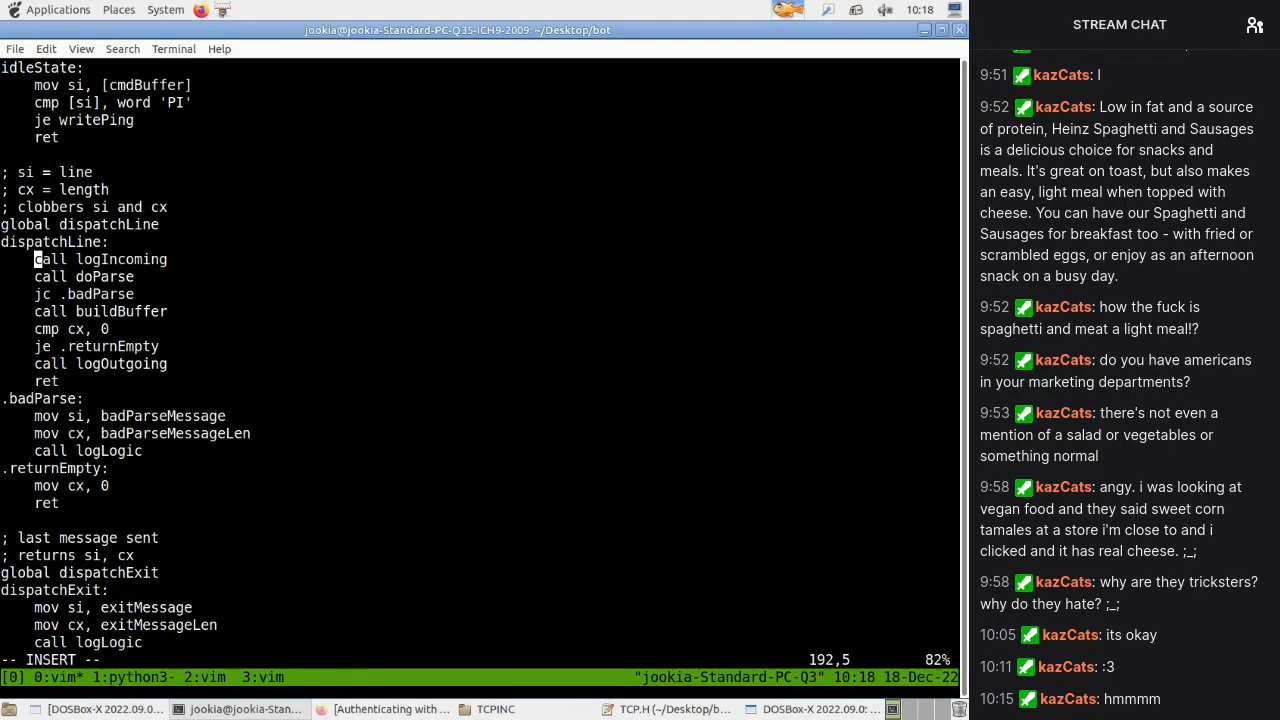 Applications Places System 10:18
jookia@jookia-Standard-PC-Q35-ICH9-2009: ~/Desktop/bot
File Edit View Search Terminal Help
idleState:
mov si, [cmdBuffer]
cmp [si], word 'PI'
je writePing
ret
; si = line
; cx = length
; clobbers si and cx
global dispatchLine
dispatchLine:
call logIncoming
call doParse
jc .badParse
call buildBuffer
cmp cx, 0
je .returnEmpty
call logOutgoing
ret
.badParse:
mov si, badParseMessage
mov cx, badParseMessageLen
call logLogic
.returnEmpty:
mov cx, 0
ret
; last message sent
; returns si, cx
global dispatchExit
dispatchExit:
mov si, exitMessage
mov cx, exitMessageLen
call logLogic
-- INSERT -- 192,5 82%
[0] 0:vim* 1:python3- 2:vim 3:vim "jookia-Standard-PC-Q3" 10:18 18-Dec-22
[DOSBox-X 2022.09.0... jookia@jookia-Stan... [Authenticating with ... TCPINC TCP.H (~/Desktop/b... DOSBox-X 2022.09.0: ...
STREAM CHAT
9:51 kazCats: I
9:52 kazCats: Low in fat and a source
of protein, Heinz Spaghetti and Sausages
is a delicious choice for snacks and
meals. It's great on toast, but also makes
an easy, light meal when topped with
cheese. You can have our Spaghetti and
Sausages for breakfast too - with fried or
scrambled eggs, or enjoy as an afternoon
snack on a busy day.
9:52 kazCats: how the fuck is
spaghetti and meat a light meal!?
9:52 kazCats: do you have americans
in your marketing departments?
9:53 kazCats: there's not even a
mention of a salad or vegetables or
something normal
9:58 kazCats: angy. i was looking at
vegan food and they said sweet corn
tamales at a store i'm close to and i
clicked and it has real cheese. ;_;
9:58 kazCats: why are they tricksters?
why do they hate? ;_;
10:05 kazCats: its okay
10:11 kazCats: :3
10:15 kazCats: hmmmm